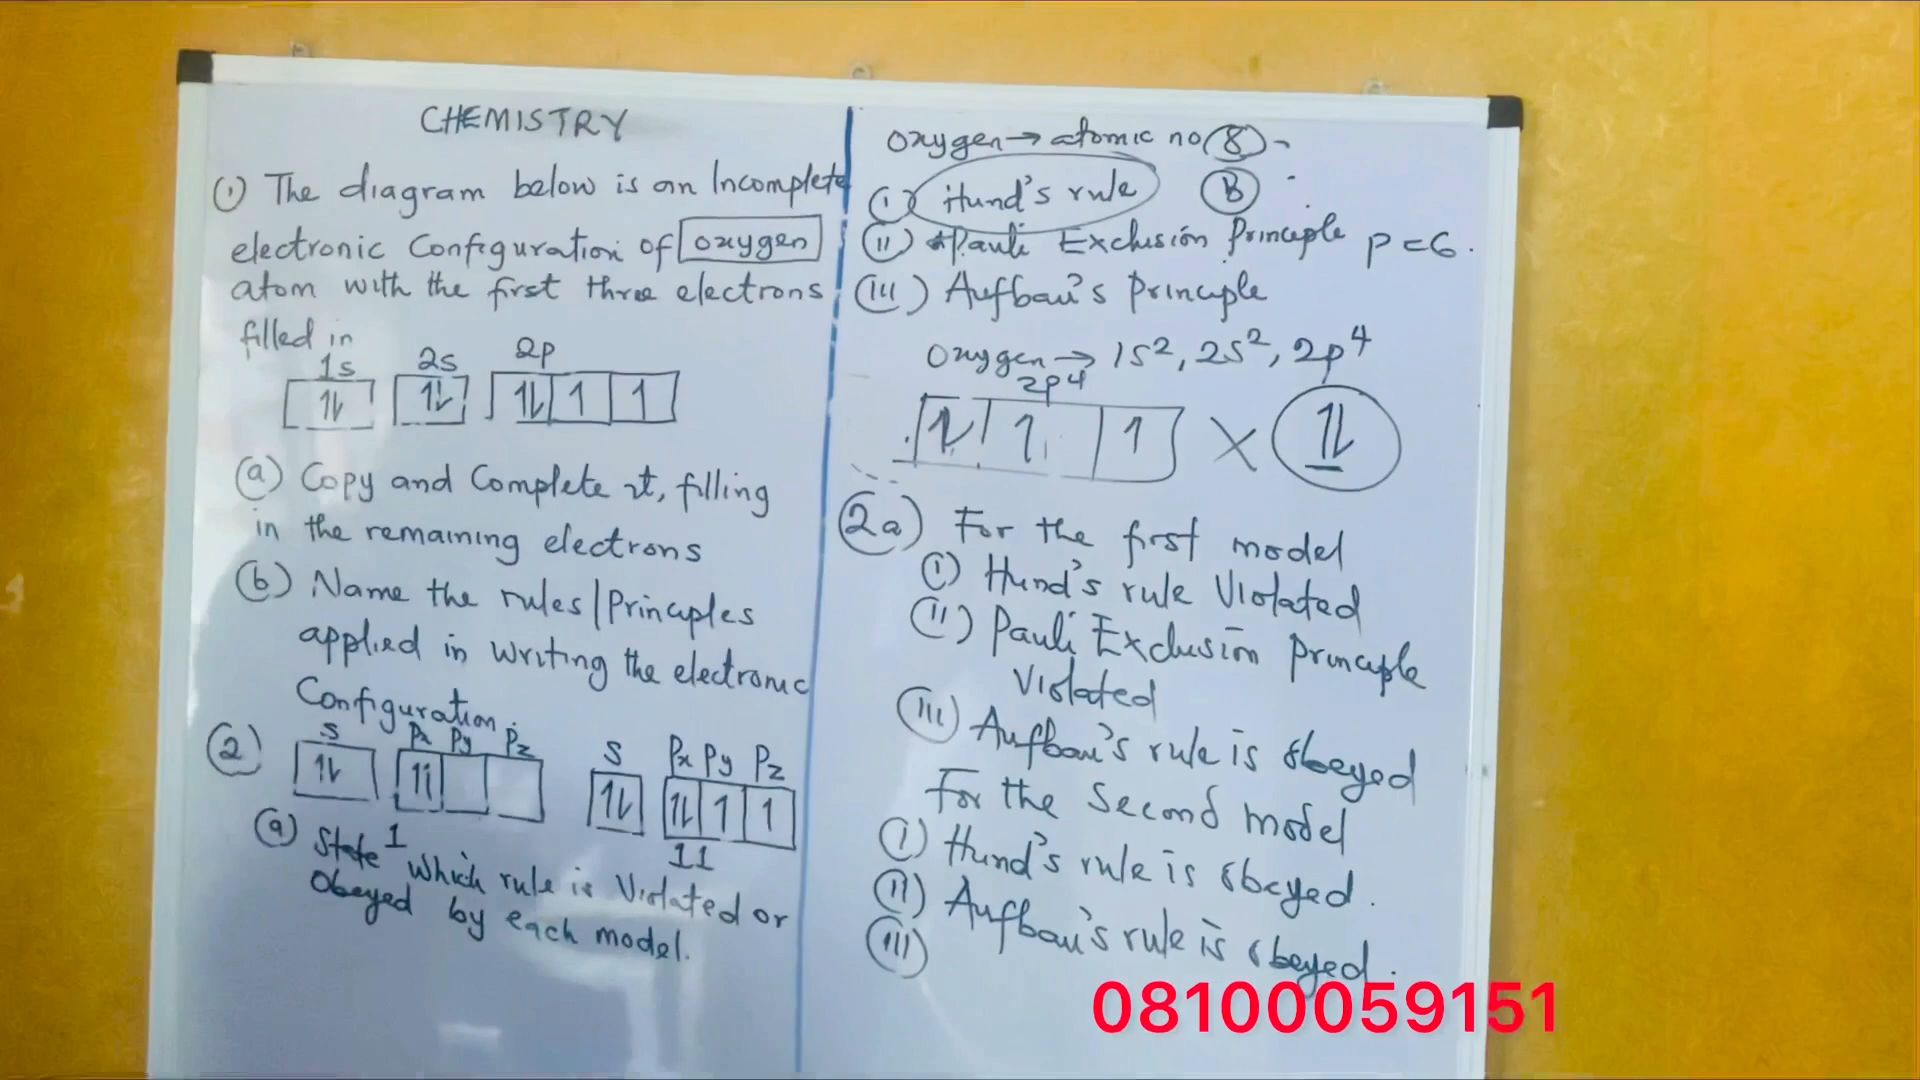 CHEMISTRY
(1) The diagram below is an Incomplete
electronic Configuration of oxygen
atom with the first three electrons
filled in
1s 2s 2p
1⇂ 1⇂ 1⇂ 1 1
(a) Copy and Complete it, filling
in the remaining electrons
(b) Name the rules/Principles
applied in writing the electronic
Configuration.
(2) S Px Py Pz S Px Py Pz
1⇂ 11 1⇂ 1⇂ 1 1
1 11
(a) State which rule is Violated or
Obeyed by each model.
Oxygen → atomic no (8) -
(i) Hund's rule (B)
(ii) Pauli Exclusion Principle p=6.
(iii) Aufbau's Principle
Oxygen → 1s², 2s², 2p⁴
2p4
1⇂ 1 1 X 1⇂
(2a) For the first model
(i) Hund's rule Violated
(ii) Pauli Exclusion Principle
Violated
(iii) Aufbau's rule is obeyed
For the Second model
(i) Hund's rule is obeyed.
(ii) Aufbau's rule is obeyed.
(iii)
08100059151